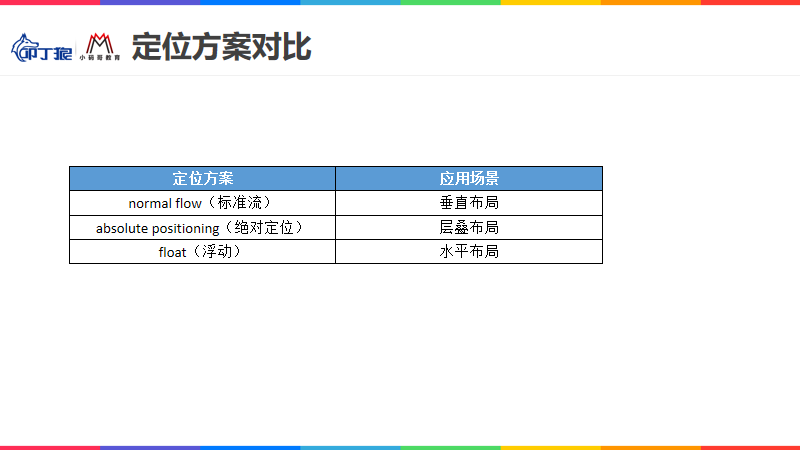 叩丁狼
小码哥教育
定位方案对比
定位方案 应用场景
normal flow（标准流） 垂直布局
absolute positioning（绝对定位） 层叠布局
float（浮动） 水平布局